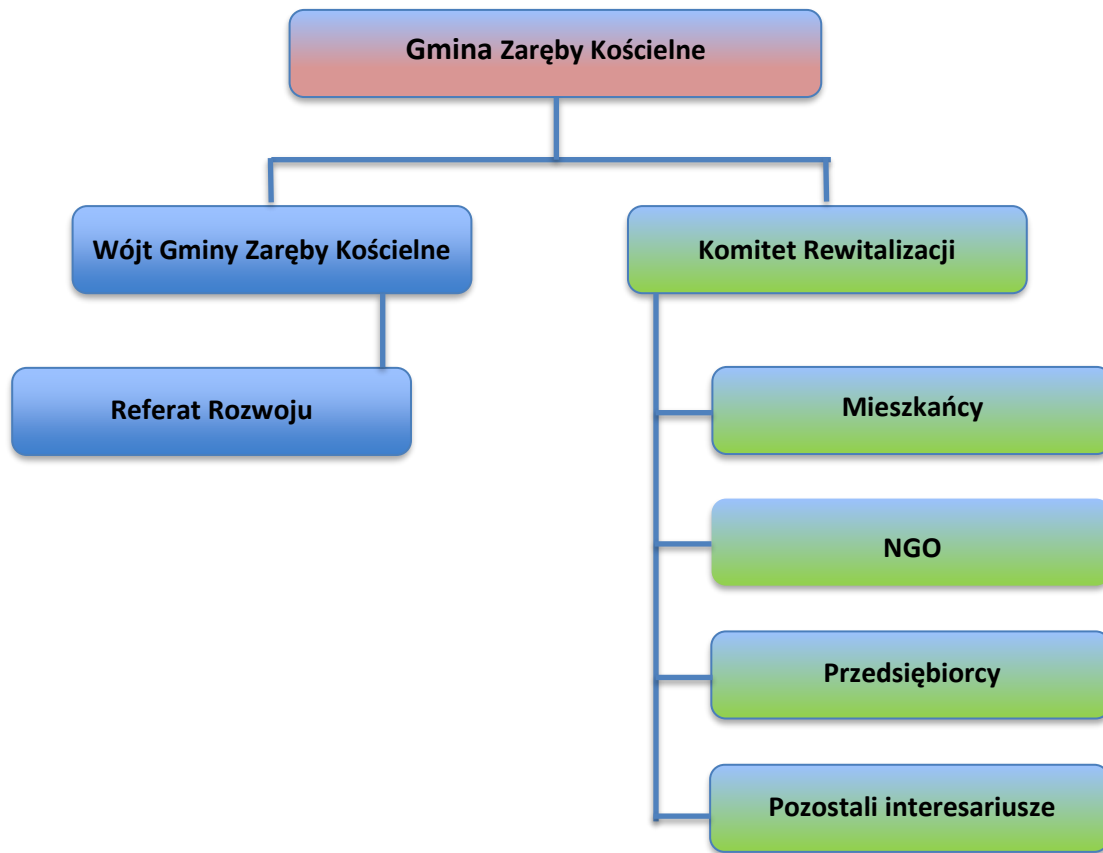 Gmina Zaręby Kościelne
Wójt Gminy Zaręby Kościelne
Komitet Rewitalizacji
Referat Rozwoju
Mieszkańcy
NGO
Przedsiębiorcy
Pozostali interesariusze